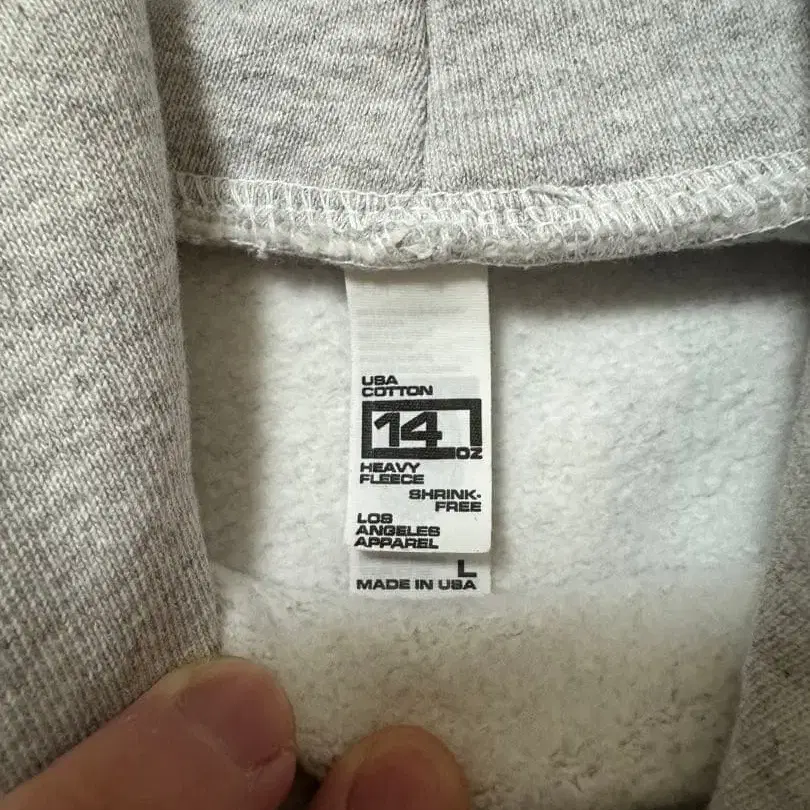 USA
COTTON
14
OZ
HEAVY
FLEECE
SHRINK-
FREE
LOS
ANGELES
APPAREL
L
MADE IN USA